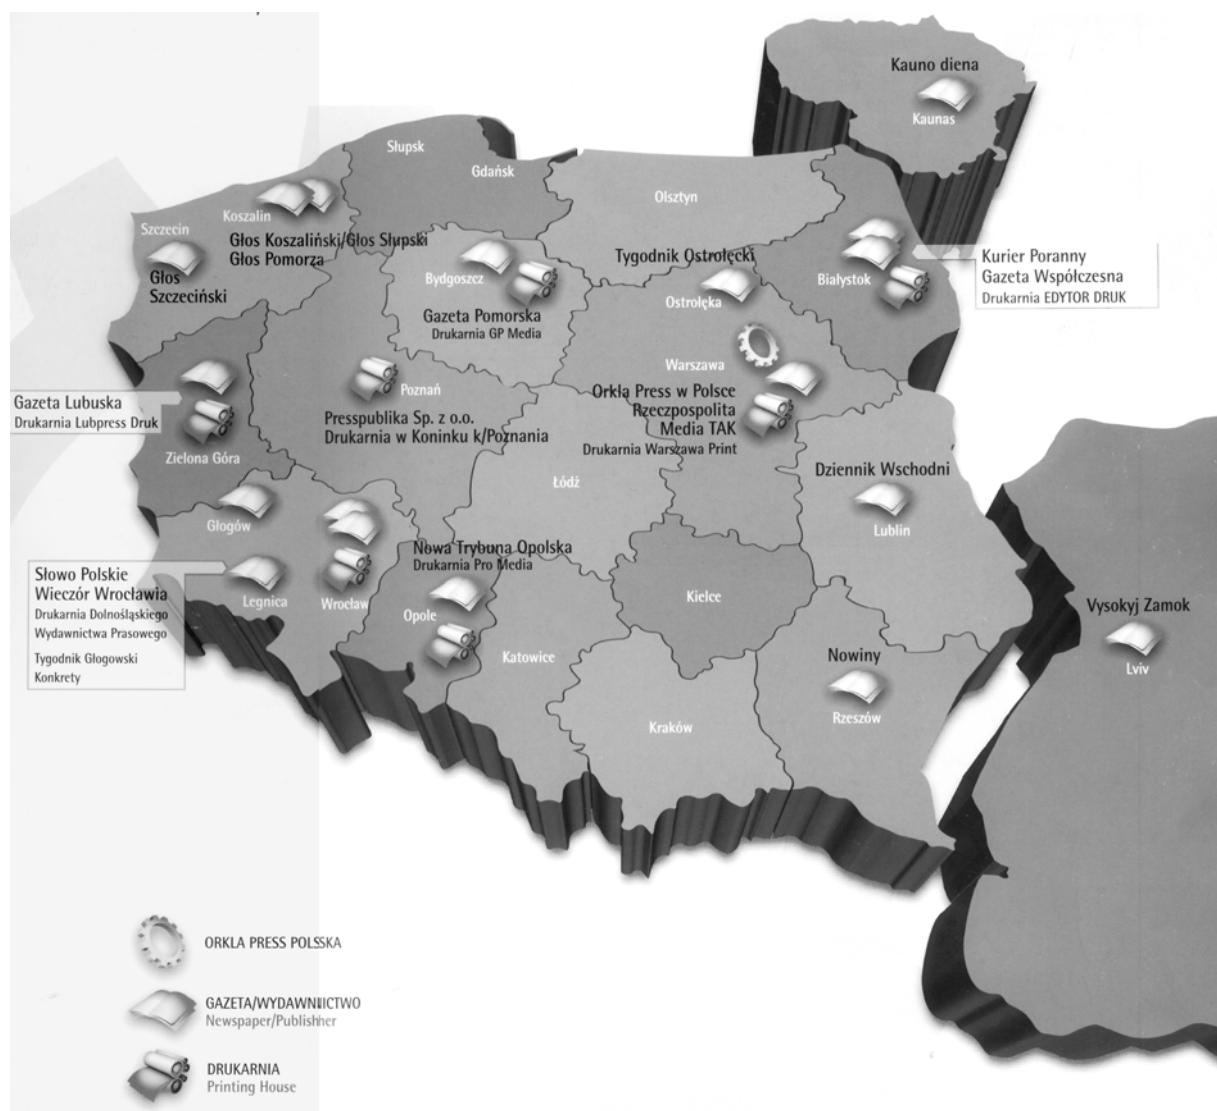 Kauno diena
Kaunas
Słupsk
Gdańsk
Olsztyn
Szczecin
Koszalin
Głos Koszaliński/Głos Słupski
Głos Pomorza
Głos
Szczeciński
Bydgoszcz
Gazeta Pomorska
Drukarnia GP Media
Tygodnik Ostrołęcki
Ostrołęka
Białystok
Kurier Poranny
Gazeta Współczesna
Drukarnia EDYTOR DRUK
Warszawa
Orkla Press w Polsce
Rzeczpospolita
Media TAK
Drukarnia Warszawa Print
Poznań
Presspublika Sp. z o.o.
Drukarnia w Koninku k/Poznania
Gazeta Lubuska
Drukarnia Lubpress Druk
Zielona Góra
Łódź
Dziennik Wschodni
Lublin
Głogów
Legnica
Wrocław
Słowo Polskie
Wieczór Wrocławia
Drukarnia Dolnośląskiego
Wydawnictwa Prasowego
Tygodnik Głogowski
Konkrety
Nowa Trybuna Opolska
Drukarnia Pro Media
Opole
Katowice
Kielce
Kraków
Nowiny
Rzeszów
Vysokyj Zamok
Lviv
ORKLA PRESS POLSSKA
GAZETA/WYDAWNIICTWO
Newspaper/Publishher
DRUKARNIA
Printing House